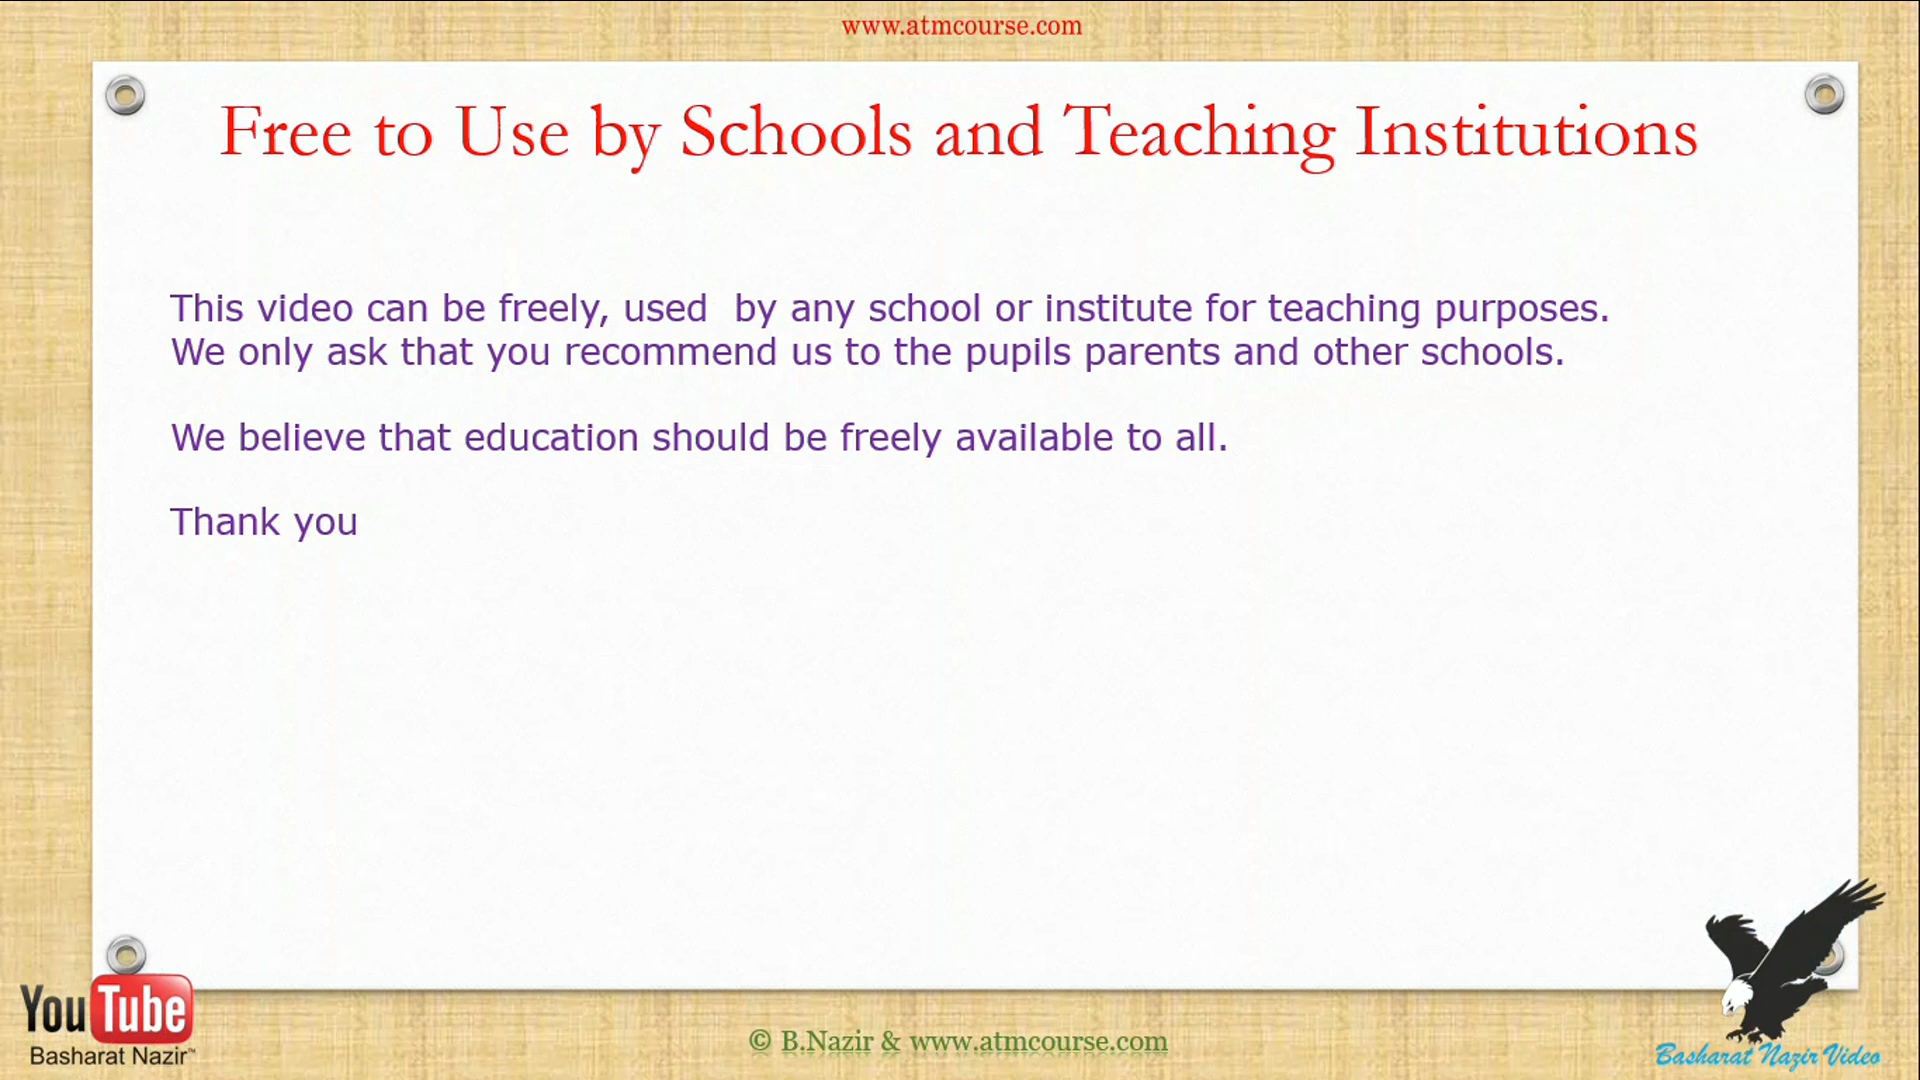 www.atmcourse.com
Free to Use by Schools and Teaching Institutions
This video can be freely, used  by any school or institute for teaching purposes.
We only ask that you recommend us to the pupils parents and other schools.
We believe that education should be freely available to all.
Thank you
YouTube
Basharat Nazir™
© B.Nazir & www.atmcourse.com
Basharat Nazir Video